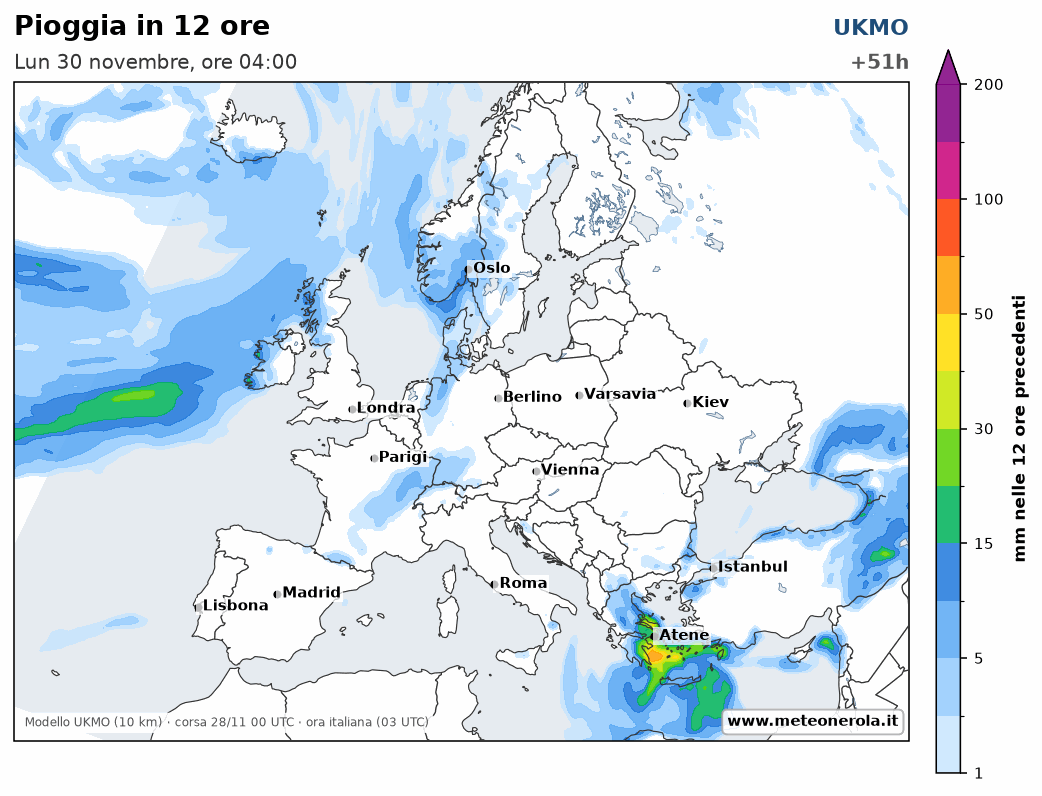 Pioggia in 12 ore
UKMO
Lun 30 novembre, ore 04:00
+51h
200
100
50
30
15
5
1
mm nelle 12 ore precedenti
Oslo
Berlino
Varsavia
Kiev
Londra
Parigi
Vienna
Istanbul
Roma
Madrid
Lisbona
Atene
Modello UKMO (10 km) · corsa 28/11 00 UTC · ora italiana (03 UTC)
www.meteonerola.it